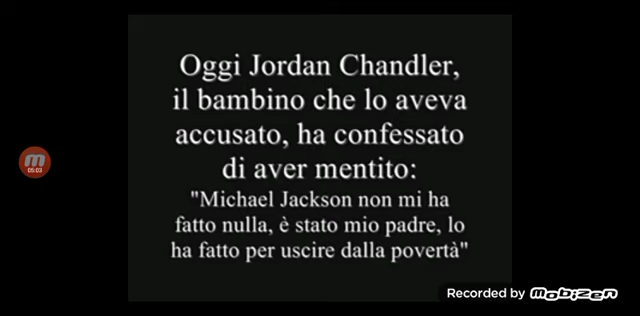 Oggi Jordan Chandler,
il bambino che lo aveva
accusato, ha confessato
di aver mentito:
"Michael Jackson non mi ha
fatto nulla, è stato mio padre, lo
ha fatto per uscire dalla povertà"
m
05:03
Recorded by mobizen